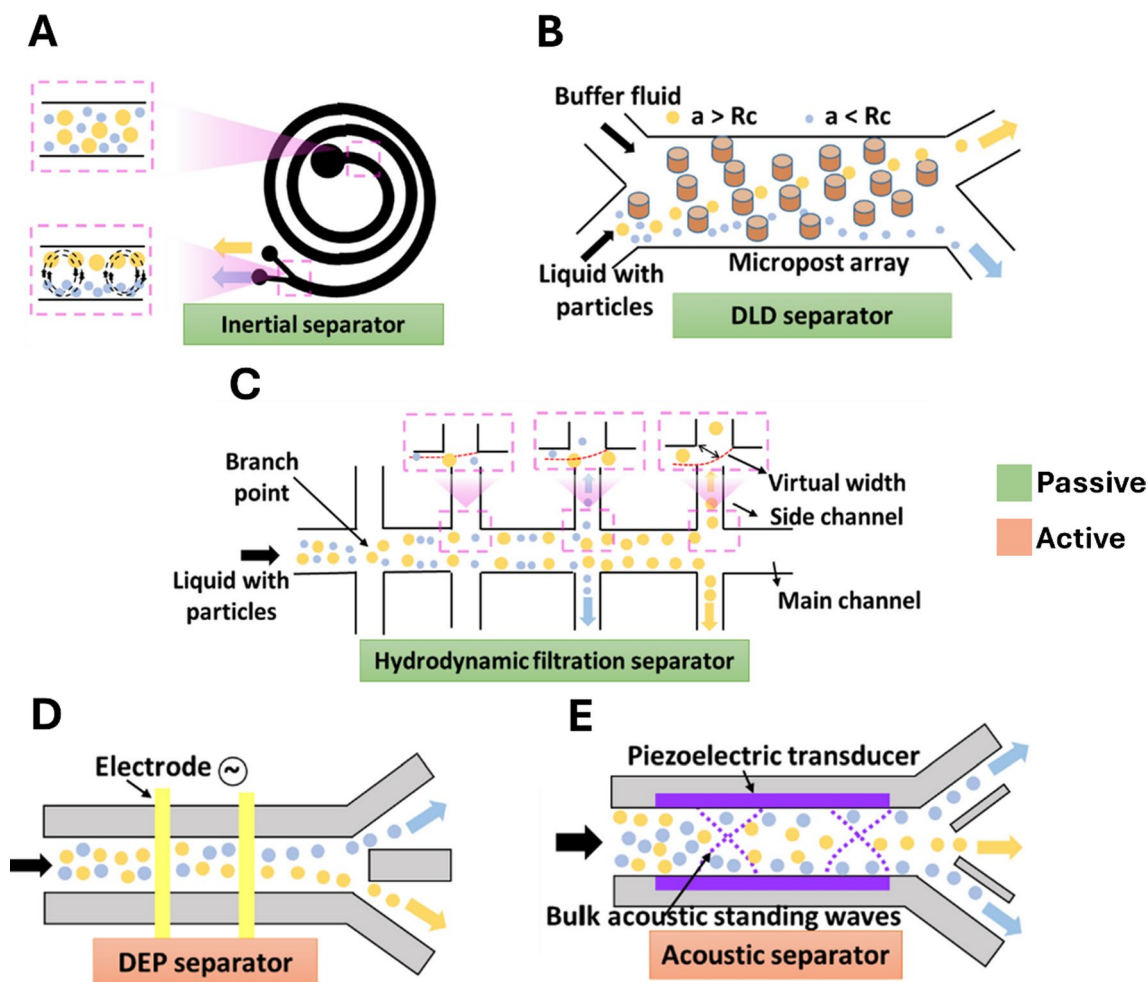 A
Inertial separator
B
Buffer fluid
a > Rc
a < Rc
Liquid with
particles
Micropost array
DLD separator
C
Branch
point
Virtual width
Side channel
Liquid with
particles
Main channel
Hydrodynamic filtration separator
Passive
Active
D
Electrode ~
DEP separator
E
Piezoelectric transducer
Bulk acoustic standing waves
Acoustic separator